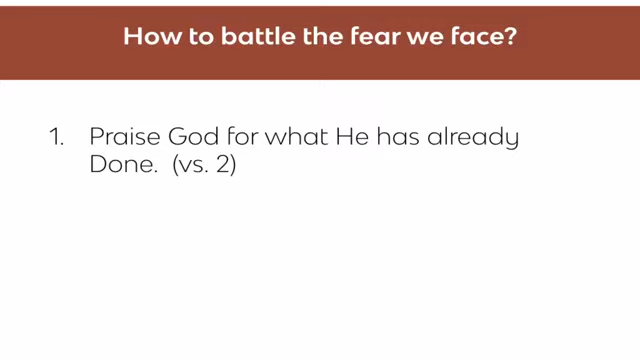 How to battle the fear we face?
1. Praise God for what He has already
Done. (vs. 2)